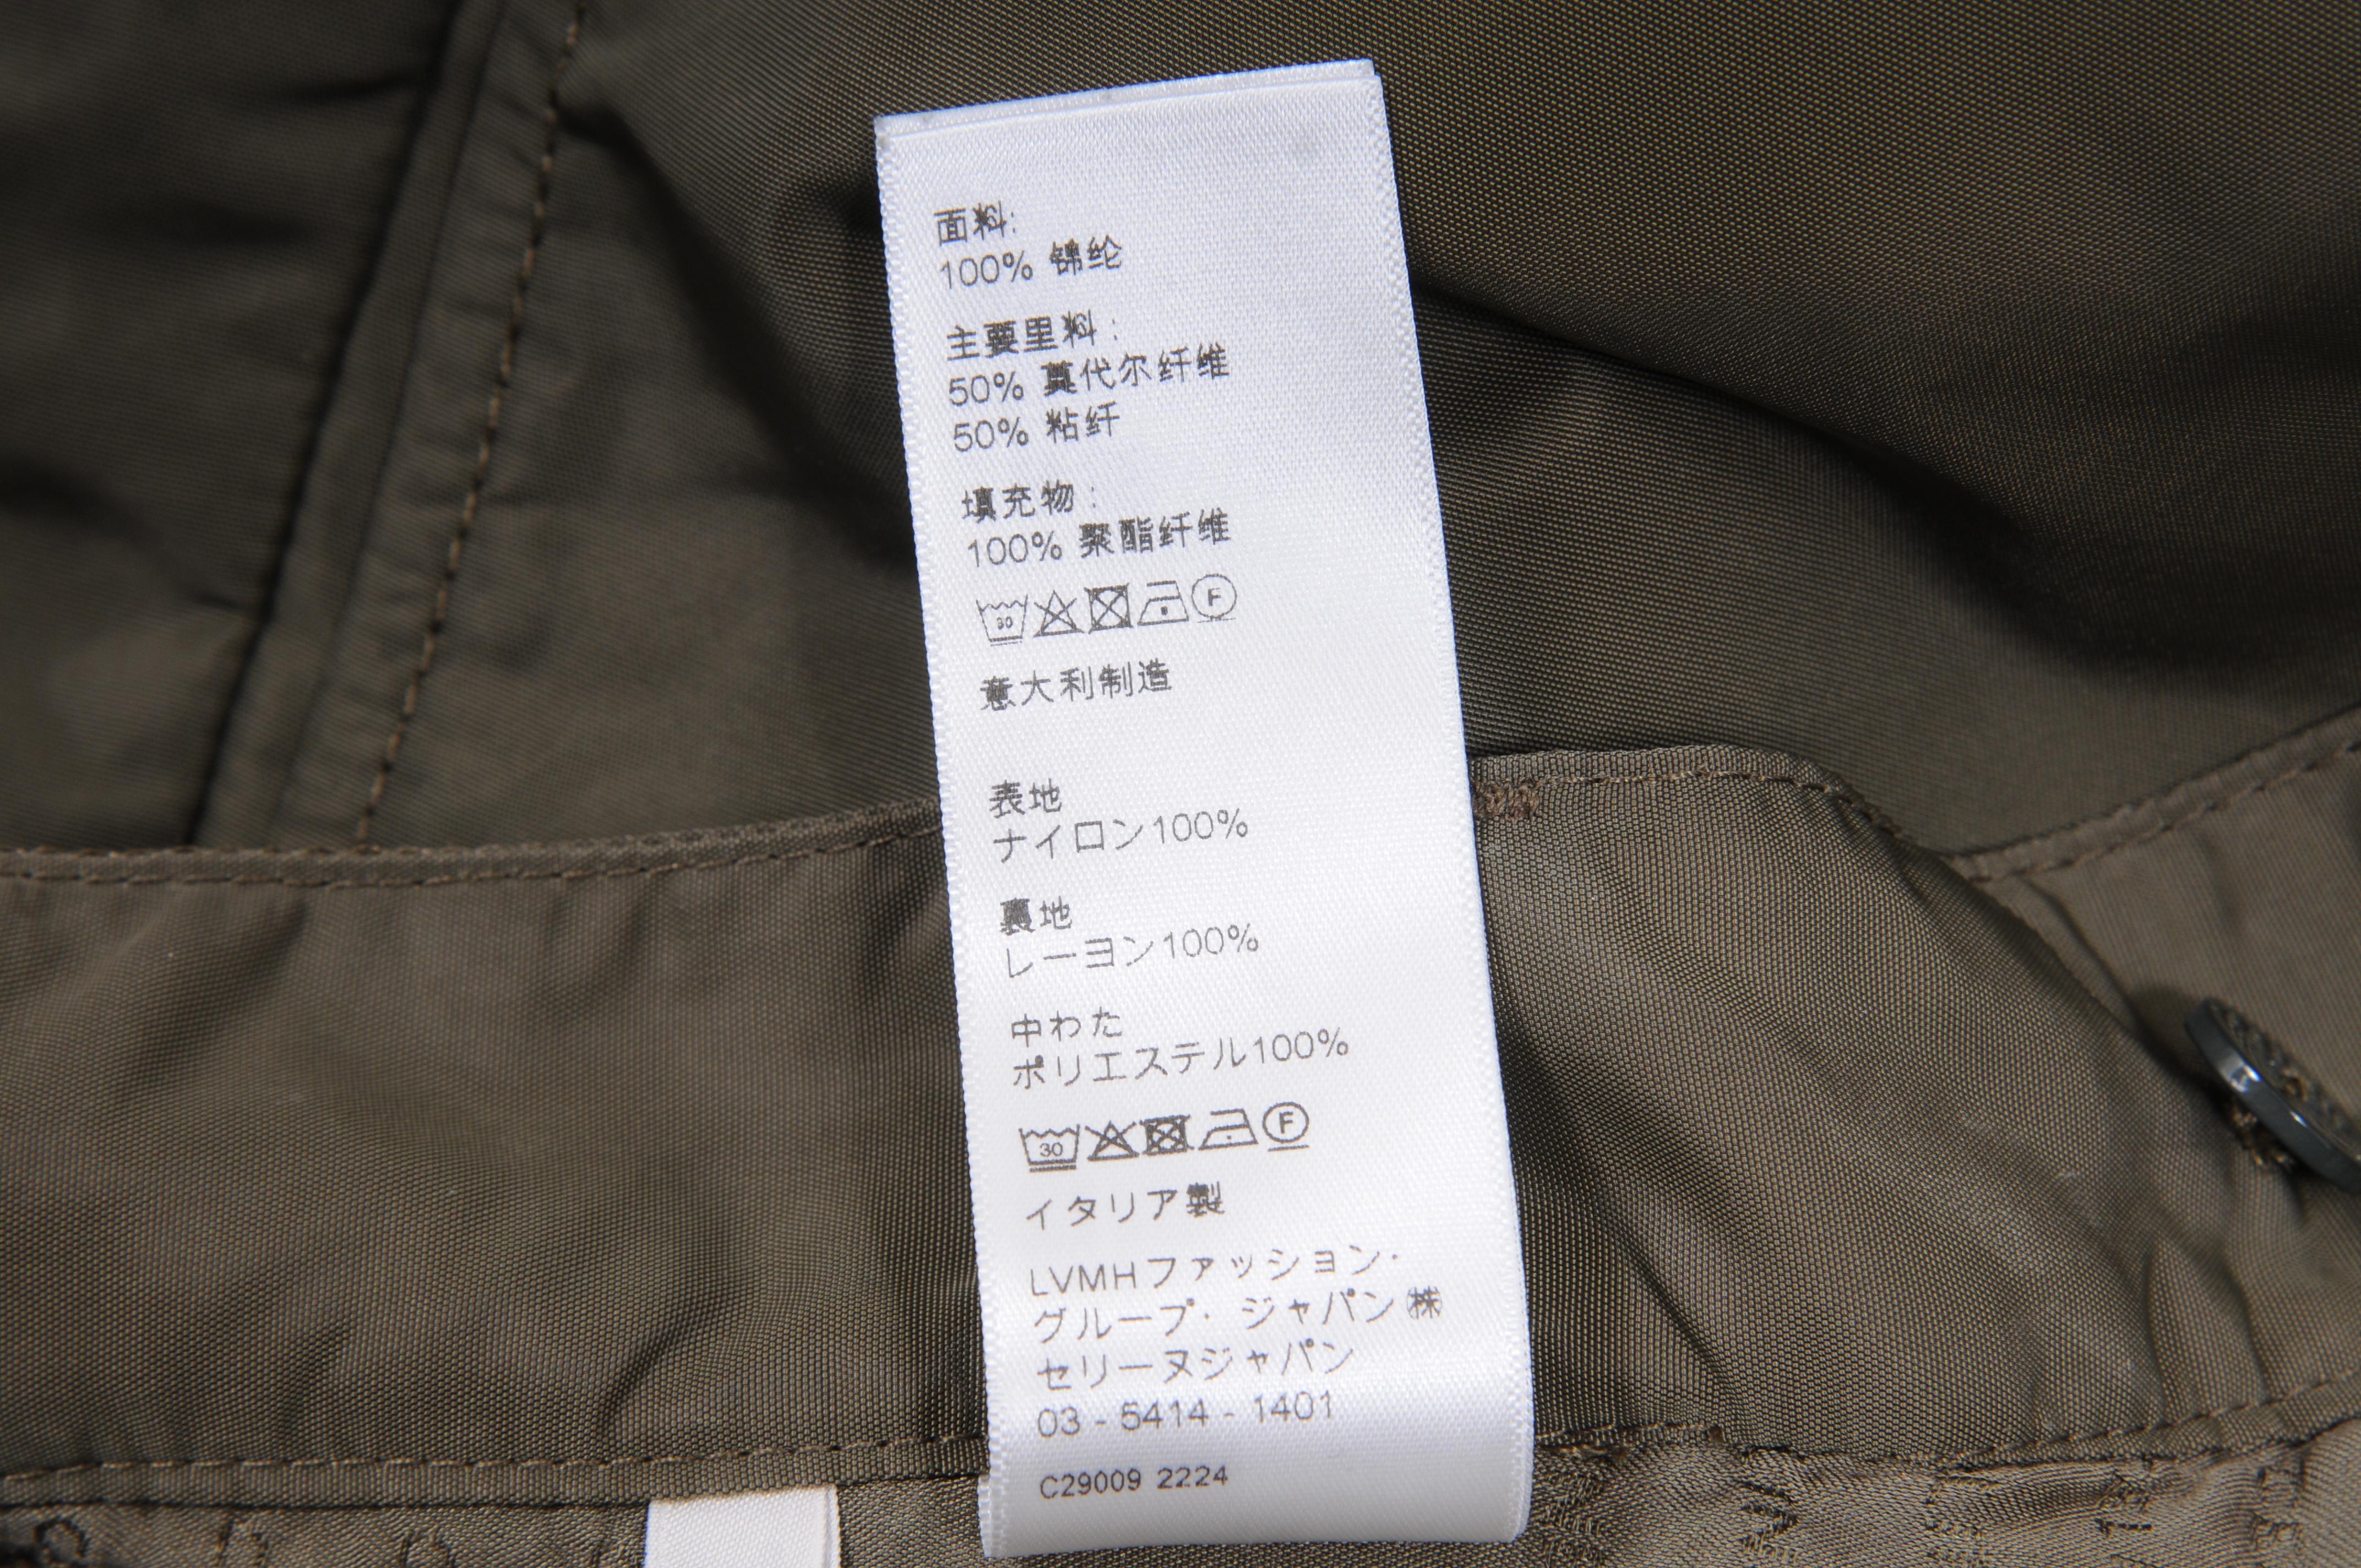 面料:
100% 锦纶
主要里料:
50% 莫代尔纤维
50% 粘纤
填充物:
100% 聚酯纤维
30 F
意大利制造
表地
ナイロン100%
裏地
レーヨン100%
中わた
ポリエステル100%
30 F
イタリア製
LVMHファッション・
グループ・ジャパン㈱
セリーヌジャパン
03 - 5414 - 1401
C29009 2224